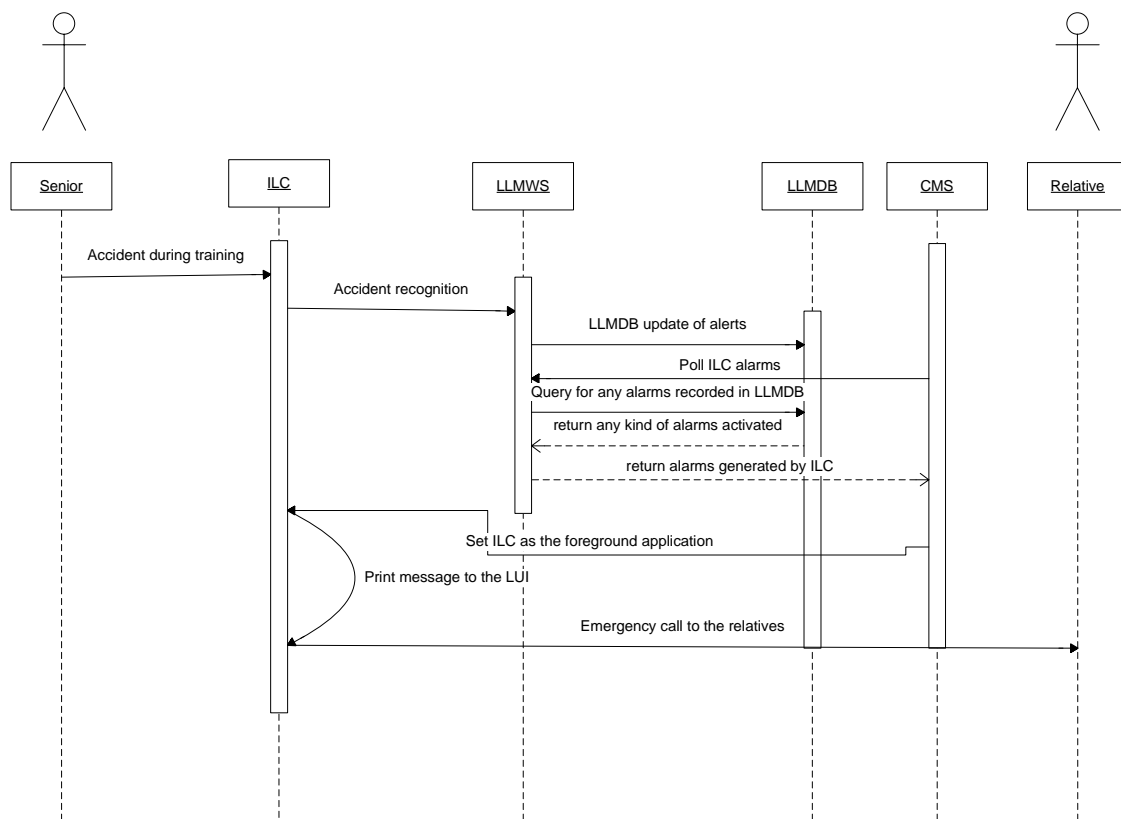 Senior
ILC
LLMWS
LLMDB
CMS
Relative
Accident during training
Accident recognition
LLMDB update of alerts
Poll ILC alarms
Query for any alarms recorded in LLMDB
return any kind of alarms activated
return alarms generated by ILC
Set ILC as the foreground application
Print message to the LUI
Emergency call to the relatives